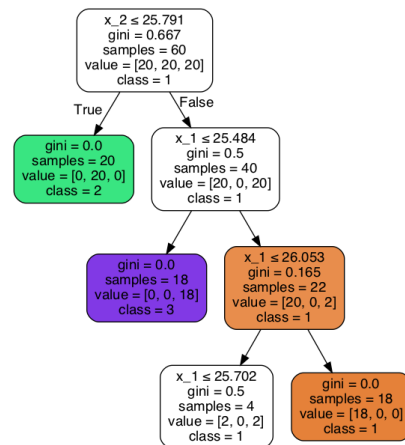 x_2 ≤ 25.791
gini = 0.667
samples = 60
value = [20, 20, 20]
class = 1
True
False
gini = 0.0
samples = 20
value = [0, 20, 0]
class = 2
x_1 ≤ 25.484
gini = 0.5
samples = 40
value = [20, 0, 20]
class = 1
gini = 0.0
samples = 18
value = [0, 0, 18]
class = 3
x_1 ≤ 26.053
gini = 0.165
samples = 22
value = [20, 0, 2]
class = 1
x_1 ≤ 25.702
gini = 0.5
samples = 4
value = [2, 0, 2]
class = 1
gini = 0.0
samples = 18
value = [18, 0, 0]
class = 1